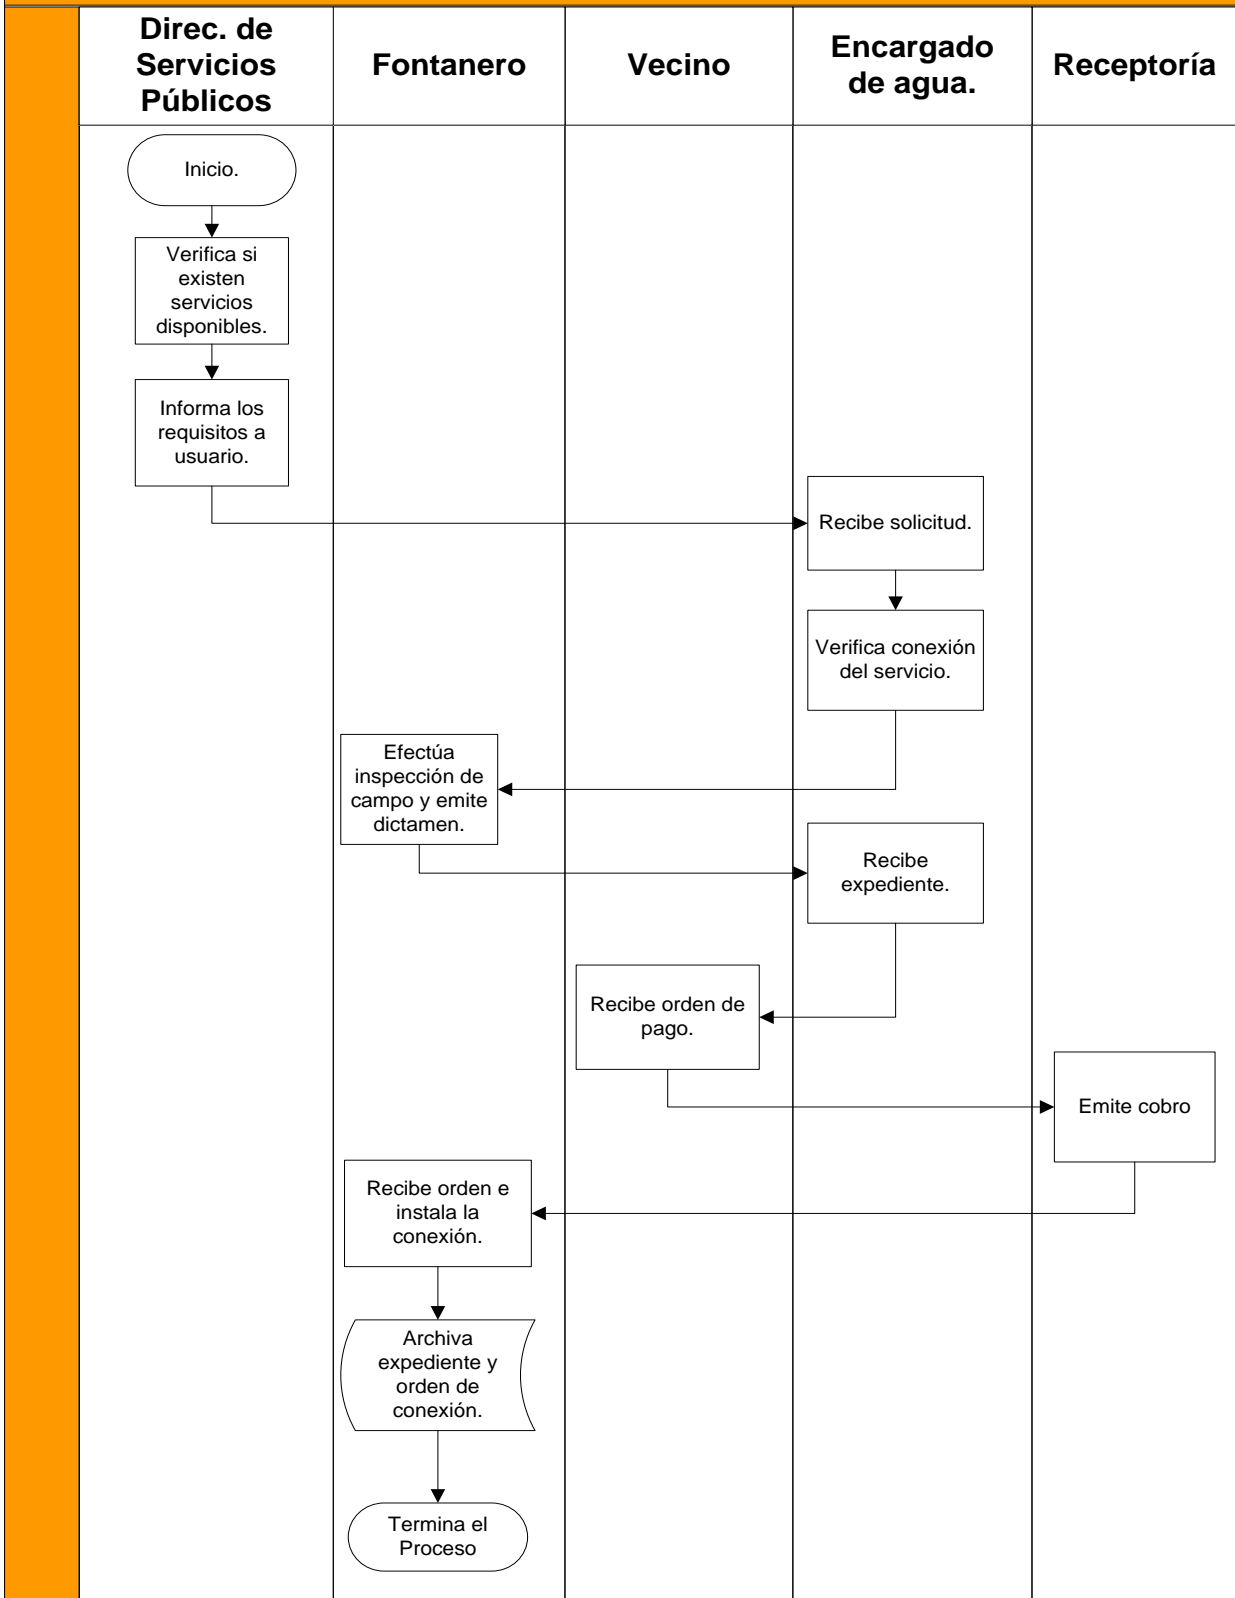 Direc. de
Servicios
Públicos
Fontanero
Vecino
Encargado
de agua.
Receptoría
Inicio.
Verifica si
existen
servicios
disponibles.
Informa los
requisitos a
usuario.
Recibe solicitud.
Verifica conexión
del servicio.
Efectúa
inspección de
campo y emite
dictamen.
Recibe
expediente.
Recibe orden de
pago.
Emite cobro
Recibe orden e
instala la
conexión.
Archiva
expediente y
orden de
conexión.
Termina el
Proceso